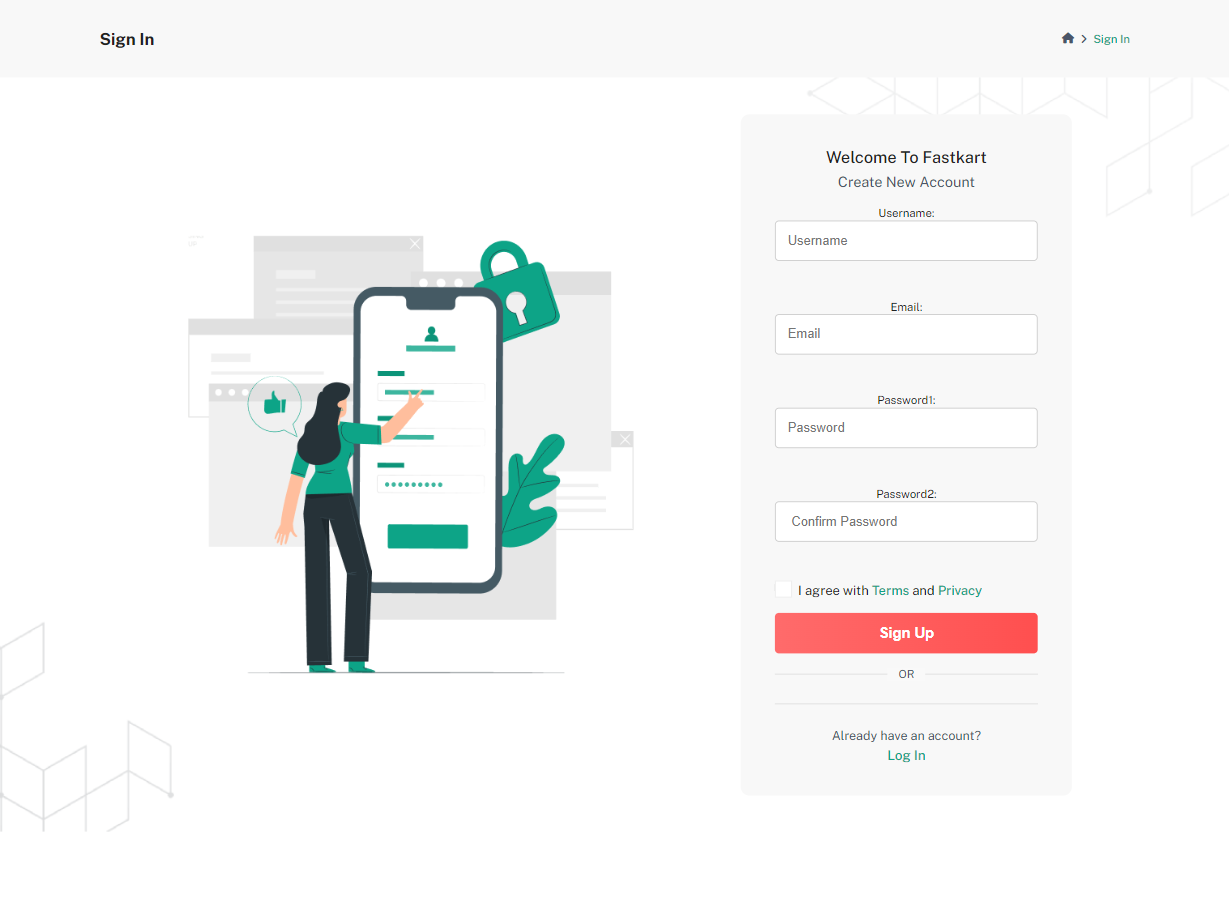 Sign In
Sign In
Welcome To Fastkart
Create New Account
Username:
Username
Email:
Email
Password1:
Password
Password2:
Confirm Password
I agree with Terms and Privacy
Sign Up
OR
Already have an account?
Log In